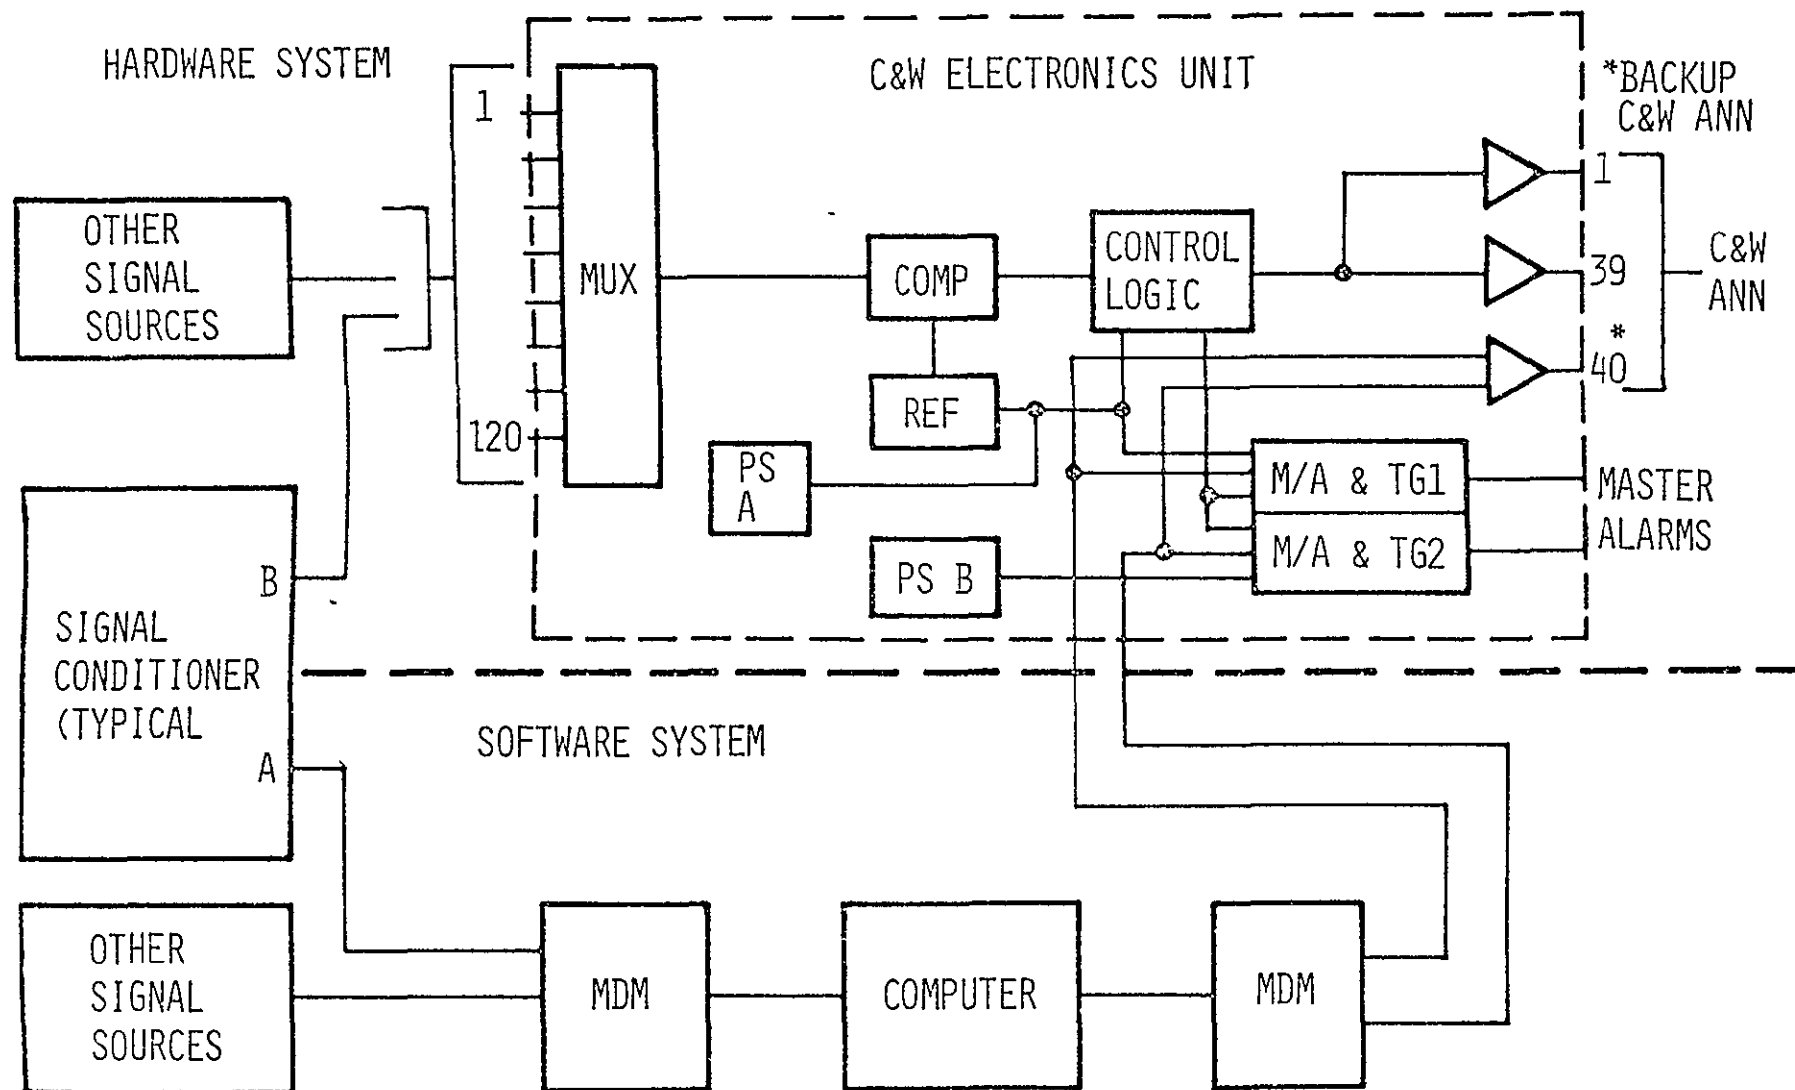 HARDWARE SYSTEM
C&W ELECTRONICS UNIT
*BACKUP
C&W ANN
1
120
MUX
OTHER
SIGNAL
SOURCES
COMP
REF
CONTROL
LOGIC
1
39
*
40
C&W
ANN
PS
A
PS B
M/A & TG1
M/A & TG2
MASTER
ALARMS
B
SIGNAL
CONDITIONER
(TYPICAL
A
SOFTWARE SYSTEM
OTHER
SIGNAL
SOURCES
MDM
COMPUTER
MDM